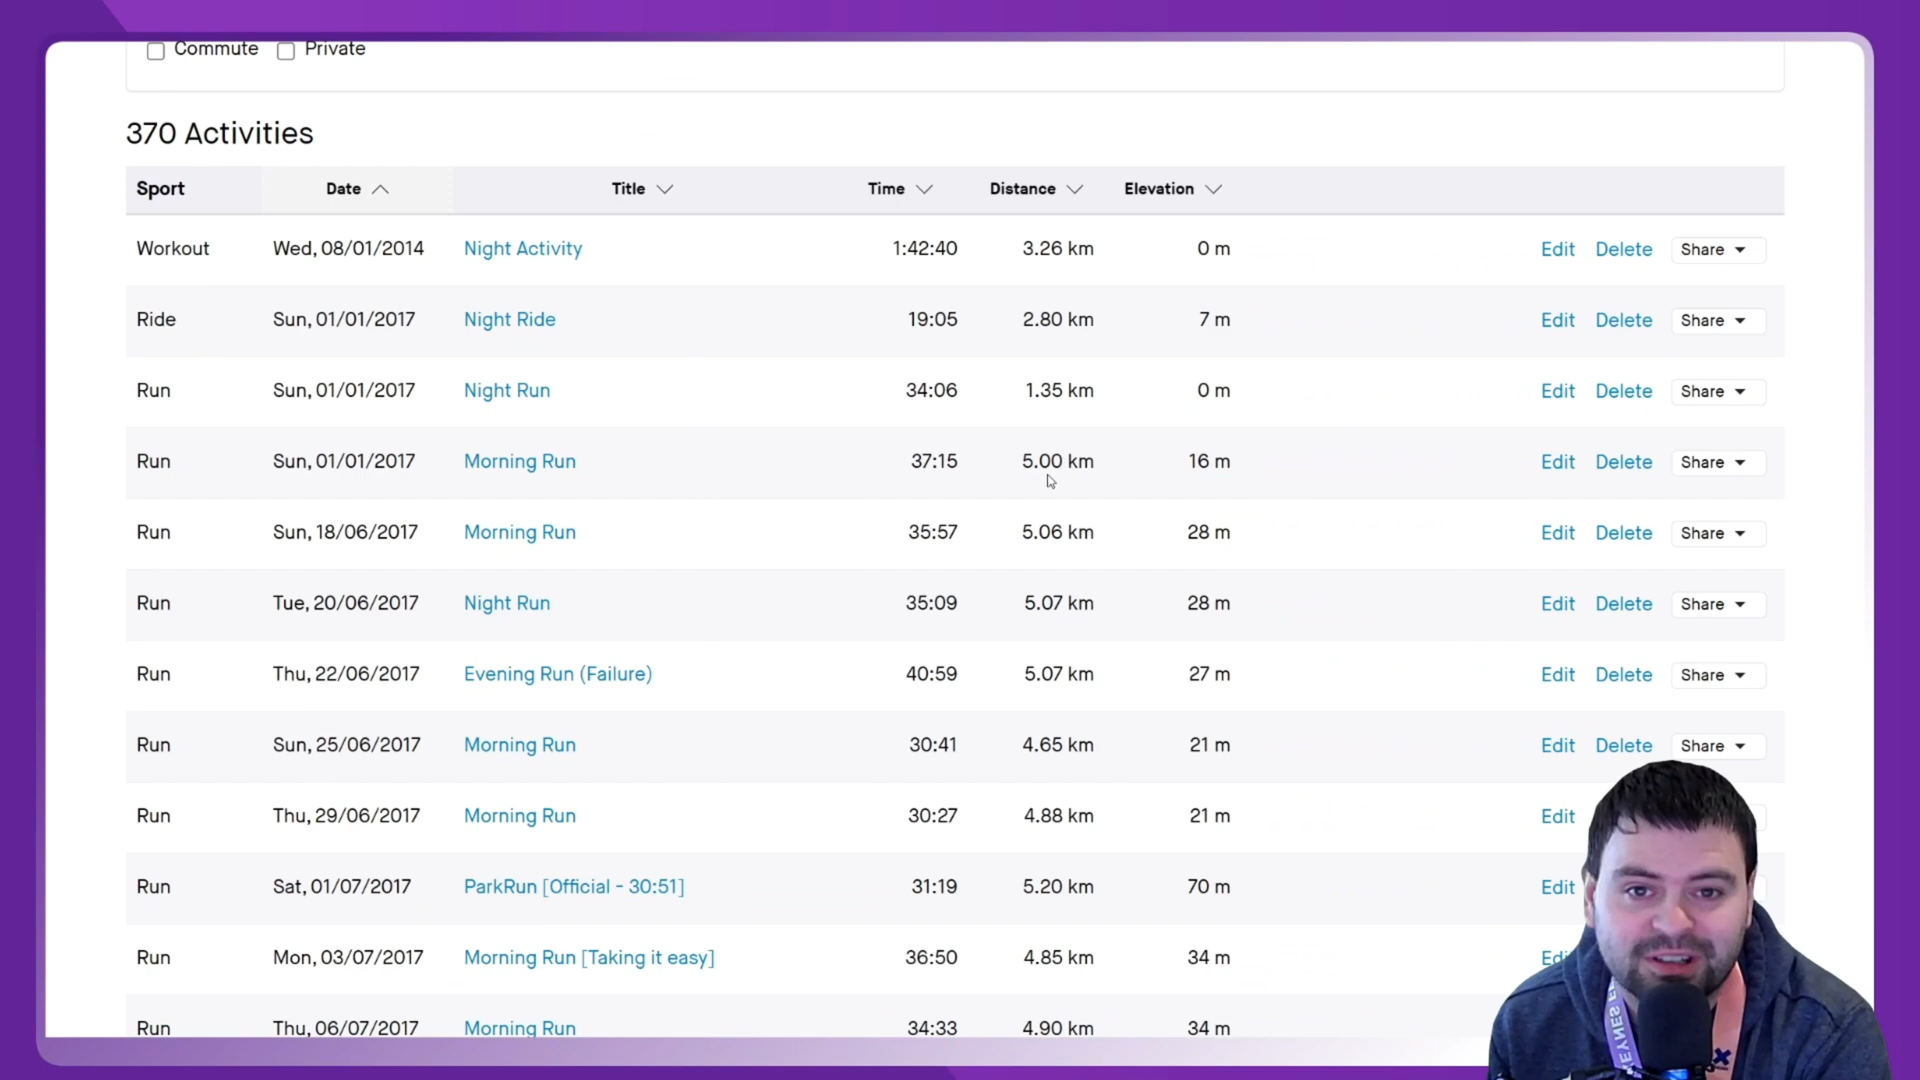 Commute Private
370 Activities
Sport Date Title Time Distance Elevation
Workout Wed, 08/01/2014 Night Activity 1:42:40 3.26 km 0 m Edit Delete Share
Ride Sun, 01/01/2017 Night Ride 19:05 2.80 km 7 m Edit Delete Share
Run Sun, 01/01/2017 Night Run 34:06 1.35 km 0 m Edit Delete Share
Run Sun, 01/01/2017 Morning Run 37:15 5.00 km 16 m Edit Delete Share
Run Sun, 18/06/2017 Morning Run 35:57 5.06 km 28 m Edit Delete Share
Run Tue, 20/06/2017 Night Run 35:09 5.07 km 28 m Edit Delete Share
Run Thu, 22/06/2017 Evening Run (Failure) 40:59 5.07 km 27 m Edit Delete Share
Run Sun, 25/06/2017 Morning Run 30:41 4.65 km 21 m Edit Delete Share
Run Thu, 29/06/2017 Morning Run 30:27 4.88 km 21 m Edit
Run Sat, 01/07/2017 ParkRun [Official - 30:51] 31:19 5.20 km 70 m Edit
Run Mon, 03/07/2017 Morning Run [Taking it easy] 36:50 4.85 km 34 m Edi
Run Thu, 06/07/2017 Morning Run 34:33 4.90 km 34 m